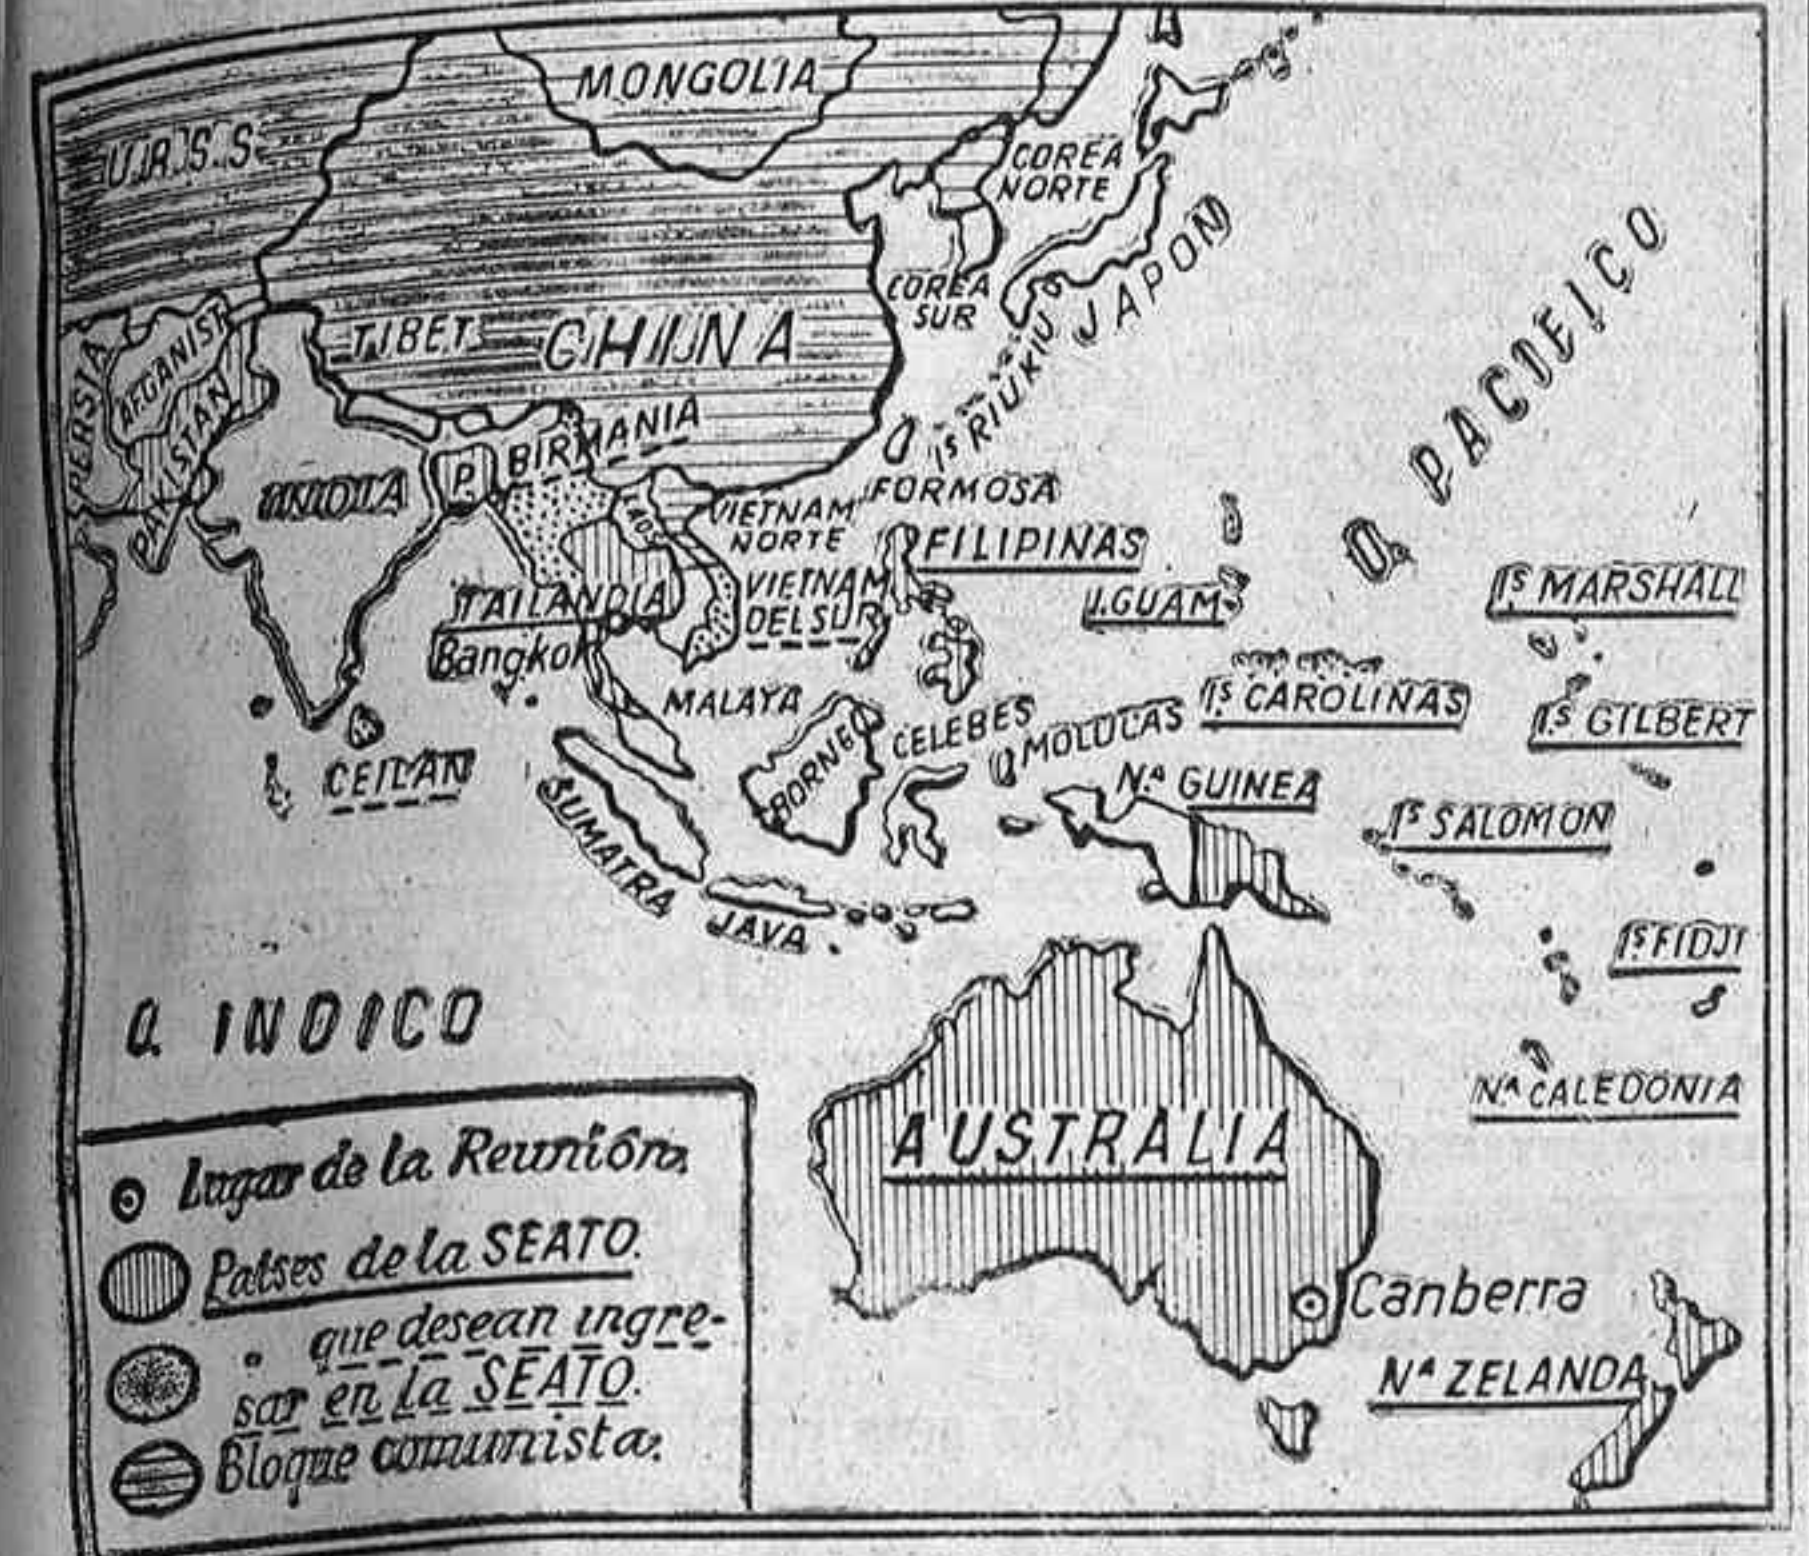 MONGOLIA
U.R.S.S.
COREA
NORTE
JAPON
COREA
SUR
TIBET
CHINA
AFGANIST.
PERSIA
PAKISTAN
Is RIUKIU
O. PACIFICO
BIRMANIA
P.
INDIA
FORMOSA
VIETNAM
NORTE
LAOS
FILIPINAS
VIETNAM
DEL SUR
TAILANDIA
Bangkok
I. GUAM
Is MARSHALL
MALAYA
Is CAROLINAS
Is GILBERT
CELEBES
MOLUCAS
BORNEO
CEILAN
Nª GUINEA
SUMATRA
Is SALOMON
JAVA
Is FIDJI
O. INDICO
Nª CALEDONIA
AUSTRALIA
Canberra
Nª ZELANDA
Lugar de la Reunión.
Paises de la SEATO.
" que desean ingre-
sar en la SEATO.
Bloque comunista.